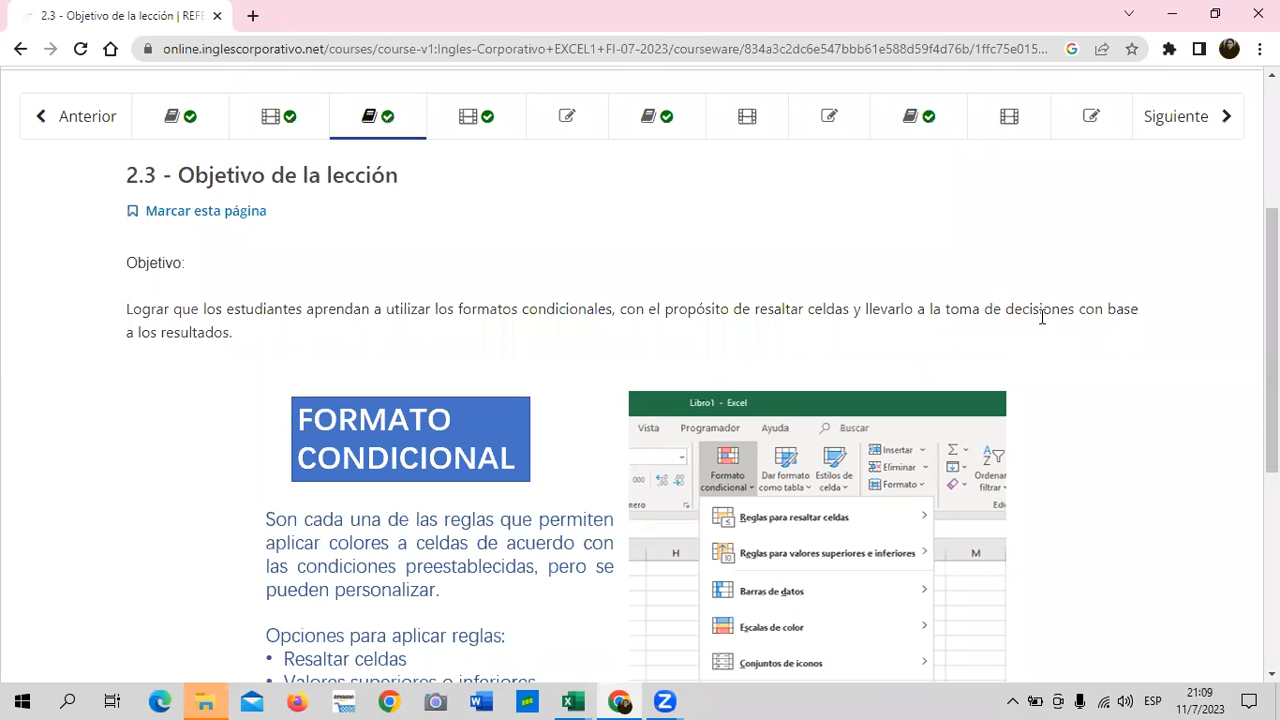 2.3 - Objetivo de la lección | REFE
online.inglescorporativo.net/courses/course-v1:Ingles-Corporativo+EXCEL1+FI-07-2023/courseware/834a3c2dc6e547bbb61e588d59f4d76b/1ffc75e015...
Anterior
Siguiente
2.3 - Objetivo de la lección
Marcar esta página
Objetivo:
Lograr que los estudiantes aprendan a utilizar los formatos condicionales, con el propósito de resaltar celdas y llevarlo a la toma de decisiones con base
a los resultados.
FORMATO
CONDICIONAL
Son cada una de las reglas que permiten
aplicar colores a celdas de acuerdo con
las condiciones preestablecidas, pero se
pueden personalizar.
Opciones para aplicar reglas:
• Resaltar celdas
• Valores superiores e inferiores
Libro1 - Excel
Vista Programador Ayuda Buscar
Formato
condicional
Dar formato
como tabla
Estilos de
celda
Insertar
Eliminar
Formato
Ordenar
filtrar
000
nero
H M
Reglas para resaltar celdas
Reglas para valores superiores e inferiores
Barras de datos
Escalas de color
Conjuntos de iconos
ESP
21:09
11/7/2023